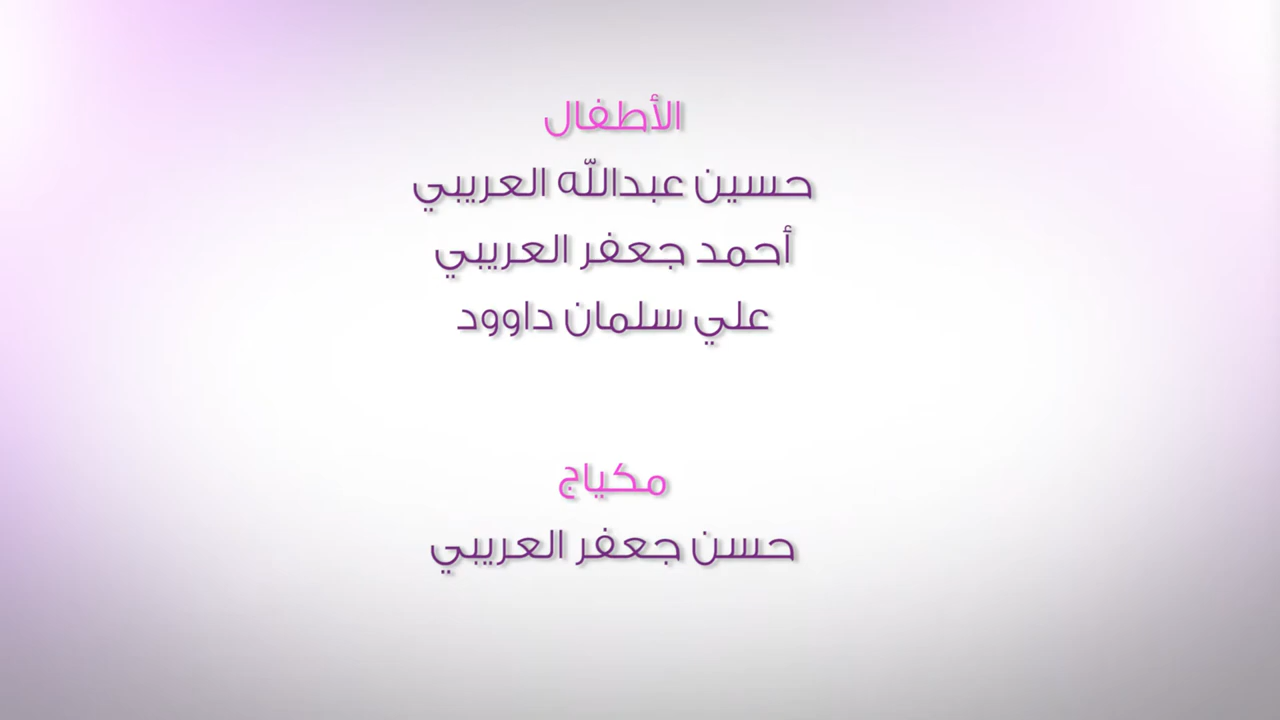 الأطفال
حسين عبدالله العريبي
أحمد جعفر العريبي
علي سلمان داوود
مكياج
حسن جعفر العريبي